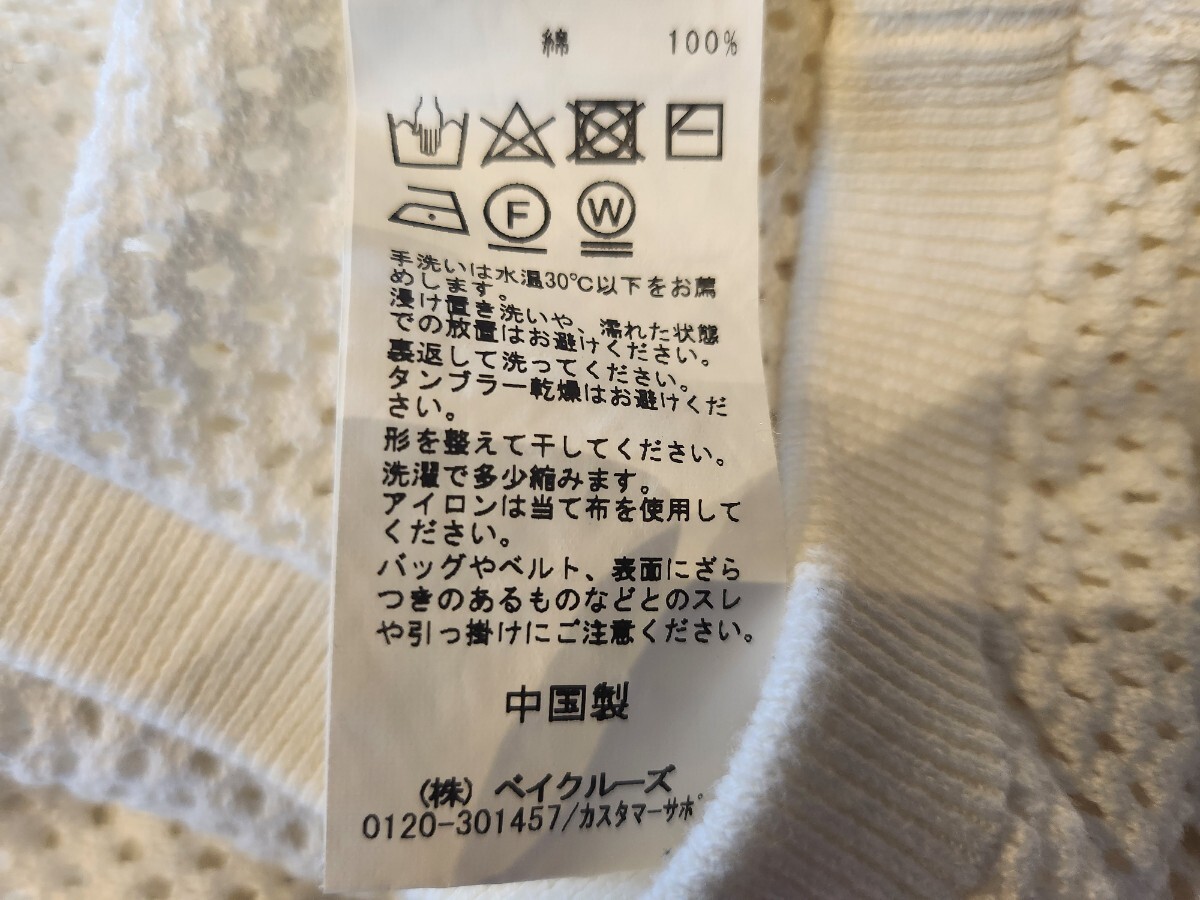 綿 100%
F W
手洗いは水温30℃以下をお薦
めします。
浸け置き洗いや、濡れた状態
での放置はお避けください。
裏返して洗ってください。
タンブラー乾燥はお避けくだ
さい。
形を整えて干してください。
洗濯で多少縮みます。
アイロンは当て布を使用して
ください。
バッグやベルト、表面にざら
つきのあるものなどとのスレ
や引っ掛けにご注意ください。
中国製
(株) ベイクルーズ
0120-301457/カスタマーサポ